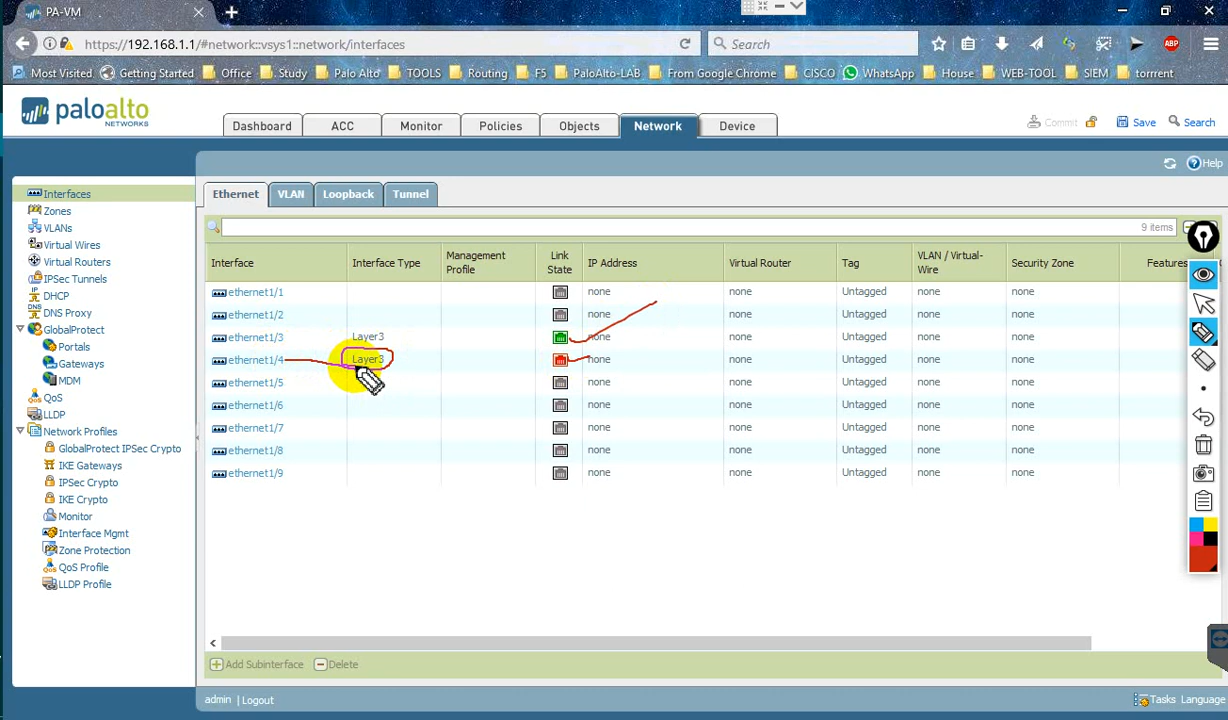 PA-VM
https://192.168.1.1/#network::vsys1::network/interfaces
Search
Most Visited Getting Started Office Study Palo Alto TOOLS Routing F5 PaloAlto-LAB From Google Chrome CISCO WhatsApp House WEB-TOOL SIEM torrrent
ABP
paloalto
NETWORKS
Dashboard ACC Monitor Policies Objects Network Device
Commit Save Search
Help
Interfaces
Zones
VLANs
Virtual Wires
Virtual Routers
IPSec Tunnels
DHCP
DNS Proxy
GlobalProtect
Portals
Gateways
MDM
QoS
LLDP
Network Profiles
GlobalProtect IPSec Crypto
IKE Gateways
IPSec Crypto
IKE Crypto
Monitor
Interface Mgmt
Zone Protection
QoS Profile
LLDP Profile
Ethernet VLAN Loopback Tunnel
9 items
Interface Interface Type Management Profile Link State IP Address Virtual Router Tag VLAN / Virtual-Wire Security Zone Features
ethernet1/1 none none Untagged none none
ethernet1/2 none none Untagged none none
ethernet1/3 Layer3 none none Untagged none none
ethernet1/4 Layer3 none none Untagged none none
ethernet1/5 none none Untagged none none
ethernet1/6 none none Untagged none none
ethernet1/7 none none Untagged none none
ethernet1/8 none none Untagged none none
ethernet1/9 none none Untagged none none
Add Subinterface Delete
admin | Logout
Tasks Language